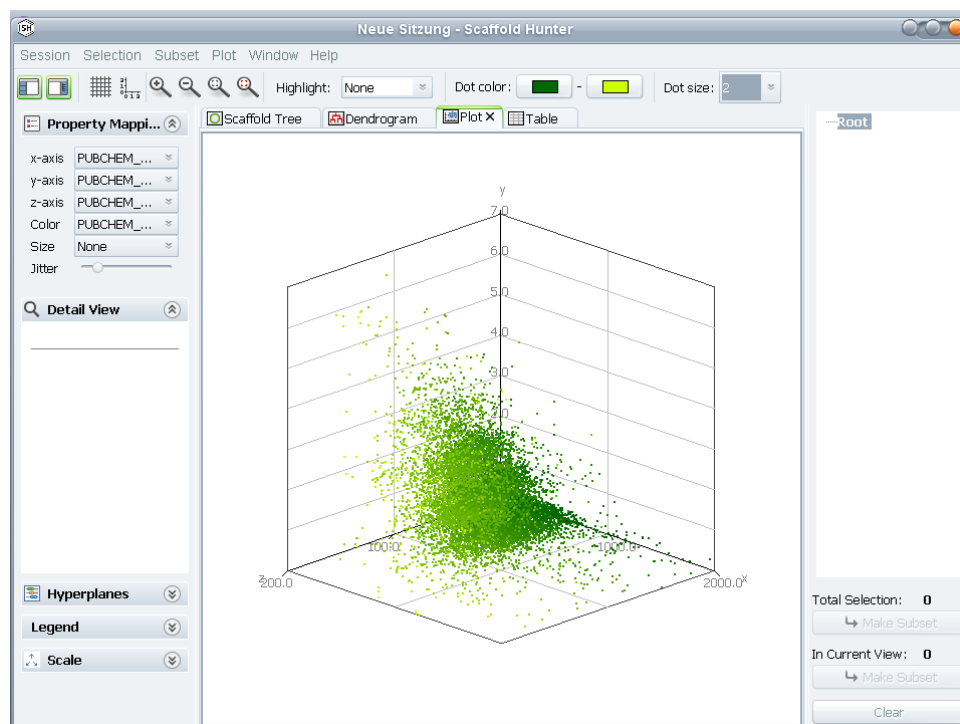 SH
Neue Sitzung - Scaffold Hunter
Session Selection Subset Plot Window Help
Highlight: None Dot color: - Dot size: 2
Property Mappi...
x-axis PUBCHEM_...
y-axis PUBCHEM_...
z-axis PUBCHEM_...
Color PUBCHEM_...
Size None
Jitter
Detail View
Hyperplanes
Legend
Scale
Scaffold Tree Dendrogram Plot Table
y
7.0
6.0
5.0
4.0
3.0
2.0
100.0 1000.0
z 200.0 2000.0 x
Root
Total Selection: 0
Make Subset
In Current View: 0
Make Subset
Clear